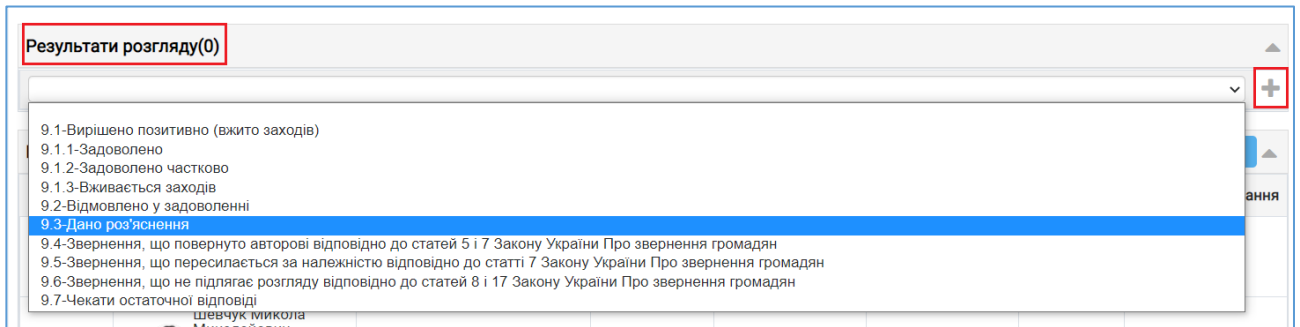 Результати розгляду(0)
9.1-Вирішено позитивно (вжито заходів)
9.1.1-Задоволено
9.1.2-Задоволено частково
9.1.3-Вживається заходів
9.2-Відмовлено у задоволенні
9.3-Дано роз'яснення
9.4-Звернення, що повернуто авторові відповідно до статей 5 і 7 Закону України Про звернення громадян
9.5-Звернення, що пересилається за належністю відповідно до статті 7 Закону України Про звернення громадян
9.6-Звернення, що не підлягає розгляду відповідно до статей 8 і 17 Закону України Про звернення громадян
9.7-Чекати остаточної відповіді
ання
Шевчук Микола